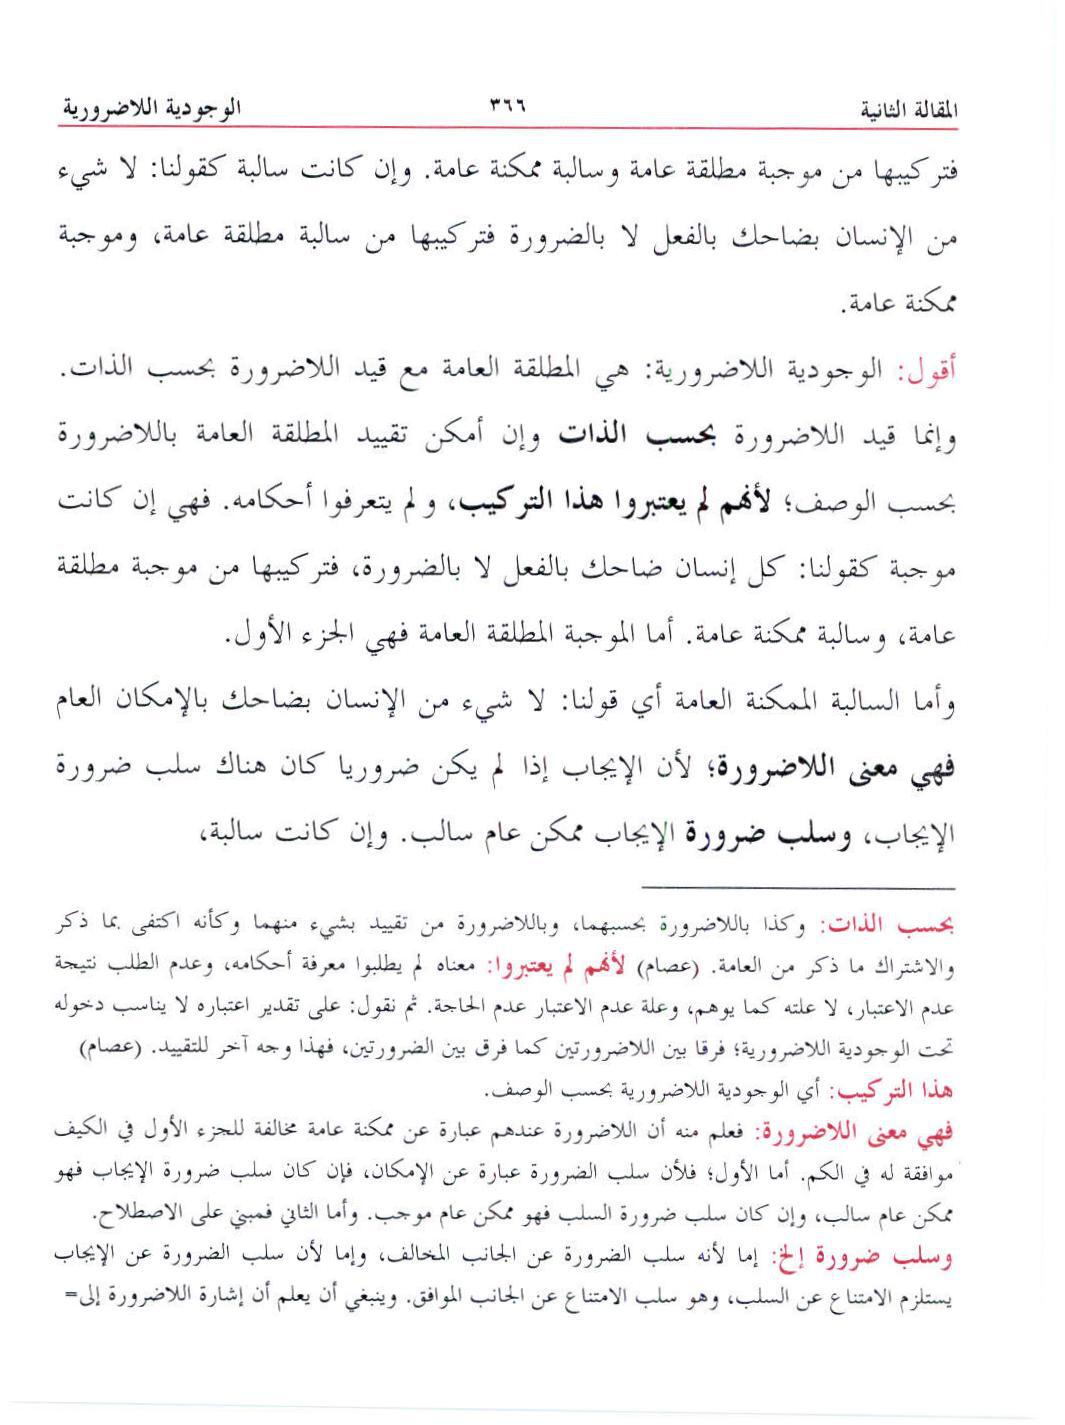 المقالة الثانية ٣٦٦ الوجودية اللاضرورية
فتركيبها من موجبة مطلقة عامة وسالبة ممكنة عامة. وإن كانت سالبة كقولنا: لا شيء
من الإنسان بضاحك بالفعل لا بالضرورة فتركيبها من سالبة مطلقة عامة، وموجبة
ممكنة عامة.
أقول: الوجودية اللاضرورية: هي المطلقة العامة مع قيد اللاضرورة بحسب الذات.
وإنما قيد اللاضرورة بحسب الذات وإن أمكن تقييد المطلقة العامة باللاضرورة
بحسب الوصف؛ لأنهم لم يعتبروا هذا التركيب، ولم يتعرفوا أحكامه. فهي إن كانت
موجبة كقولنا: كل إنسان ضاحك بالفعل لا بالضرورة، فتركيبها من موجبة مطلقة
عامة، وسالبة ممكنة عامة. أما الموجبة المطلقة العامة فهي الجزء الأول.
وأما السالبة الممكنة العامة أي قولنا: لا شيء من الإنسان بضاحك بالإمكان العام
فهي معنى اللاضرورة؛ لأن الإيجاب إذا لم يكن ضروريا كان هناك سلب ضرورة
الإيجاب، وسلب ضرورة الإيجاب ممكن عام سالب. وإن كانت سالبة،
بحسب الذات: وكذا باللاضرورة بحسبهما، وباللاضرورة من تقييد بشيء منهما وكأنه اكتفى بما ذكر
والاشتراك ما ذكر من العامة. (عصام) لأنهم لم يعتبروا: معناه لم يطلبوا معرفة أحكامه، وعدم الطلب نتيجة
عدم الاعتبار، لا علته كما يوهم، وعلة عدم الاعتبار عدم الحاجة. ثم نقول: على تقدير اعتباره لا يناسب دخوله
تحت الوجودية اللاضرورية؛ فرقا بين اللاضرورتين كما فرق بين الضرورتين، فهذا وجه آخر للتقييد. (عصام)
هذا التركيب: أي الوجودية اللاضرورية بحسب الوصف.
فهي معنى اللاضرورة: فعلم منه أن اللاضرورة عندهم عبارة عن ممكنة عامة مخالفة للجزء الأول في الكيف
موافقة له في الكم. أما الأول؛ فلأن سلب الضرورة عبارة عن الإمكان، فإن كان سلب ضرورة الإيجاب فهو
ممكن عام سالب، وإن كان سلب ضرورة السلب فهو ممكن عام موجب. وأما الثاني فمبني على الاصطلاح.
وسلب ضرورة إلخ: إما لأنه سلب الضرورة عن الجانب المخالف، وإما لأن سلب الضرورة عن الإيجاب
يستلزم الامتناع عن السلب، وهو سلب الامتناع عن الجانب الموافق. وينبغي أن يعلم أن إشارة اللاضرورة إلى=